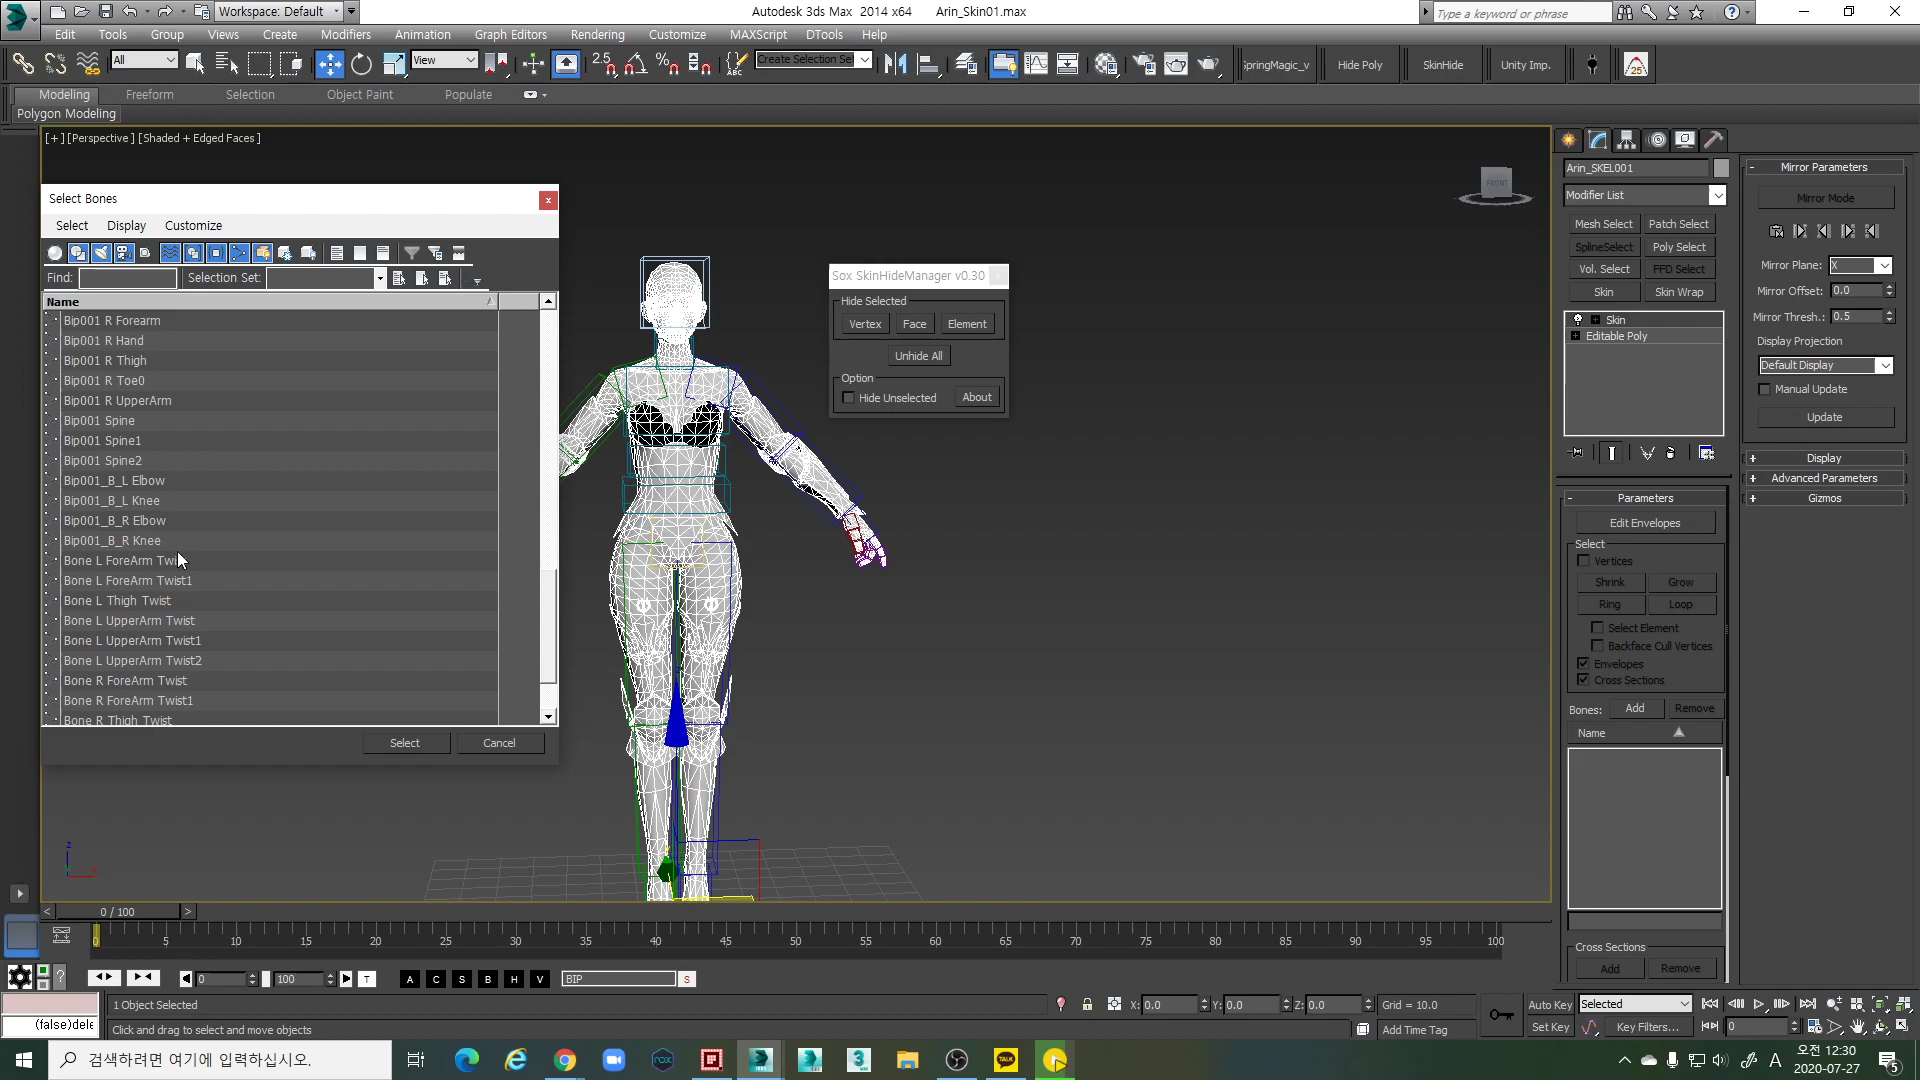 Workspace: Default
Autodesk 3ds Max 2014 x64 Arin_Skin01.max
Type a keyword or phrase
Edit Tools Group Views Create Modifiers Animation Graph Editors Rendering Customize MAXScript DTools Help
All
View
2.5
Create Selection Se
SpringMagic_v
Hide Poly
SkinHide
Unity Imp.
25
Modeling Freeform Selection Object Paint Populate
Polygon Modeling
[+][Perspective][Shaded + Edged Faces]
FRONT
Select Bones
Select Display Customize
Find:
Selection Set:
Name
Bip001 R Forearm
Bip001 R Hand
Bip001 R Thigh
Bip001 R Toe0
Bip001 R UpperArm
Bip001 Spine
Bip001 Spine1
Bip001 Spine2
Bip001_B_L Elbow
Bip001_B_L Knee
Bip001_B_R Elbow
Bip001_B_R Knee
Bone L ForeArm Twi
Bone L ForeArm Twist1
Bone L Thigh Twist
Bone L UpperArm Twist
Bone L UpperArm Twist1
Bone L UpperArm Twist2
Bone R ForeArm Twist
Bone R ForeArm Twist1
Bone R Thigh Twist
Select
Cancel
Sox SkinHideManager v0.30
Hide Selected
Vertex Face Element
Unhide All
Option
Hide Unselected
About
Arin_SKEL001
Modifier List
Mesh Select Patch Select
SplineSelect Poly Select
Vol. Select FFD Select
Skin Skin Wrap
Skin
Editable Poly
Parameters
Edit Envelopes
Select
Vertices
Shrink Grow
Ring Loop
Select Element
Backface Cull Vertices
Envelopes
Cross Sections
Bones: Add Remove
Name
Cross Sections
Add Remove
Mirror Parameters
Mirror Mode
Mirror Plane: X
Mirror Offset: 0.0
Mirror Thresh.: 0.5
Display Projection
Default Display
Manual Update
Update
Display
Advanced Parameters
Gizmos
z
0 / 100
0 5 10 15 20 25 30 35 40 45 50 55 60 65 70 75 80 85 90 95 100
0
100
T
A C S B H V
BIP
S
1 Object Selected
X: 0.0 Y: 0.0 Z: 0.0 Grid = 10.0
Auto Key
Selected
(false)dele
Click and drag to select and move objects
Add Time Tag
Set Key
Key Filters...
0
검색하려면 여기에 입력하십시오.
TALK
A
오전 12:30
2020-07-27
5